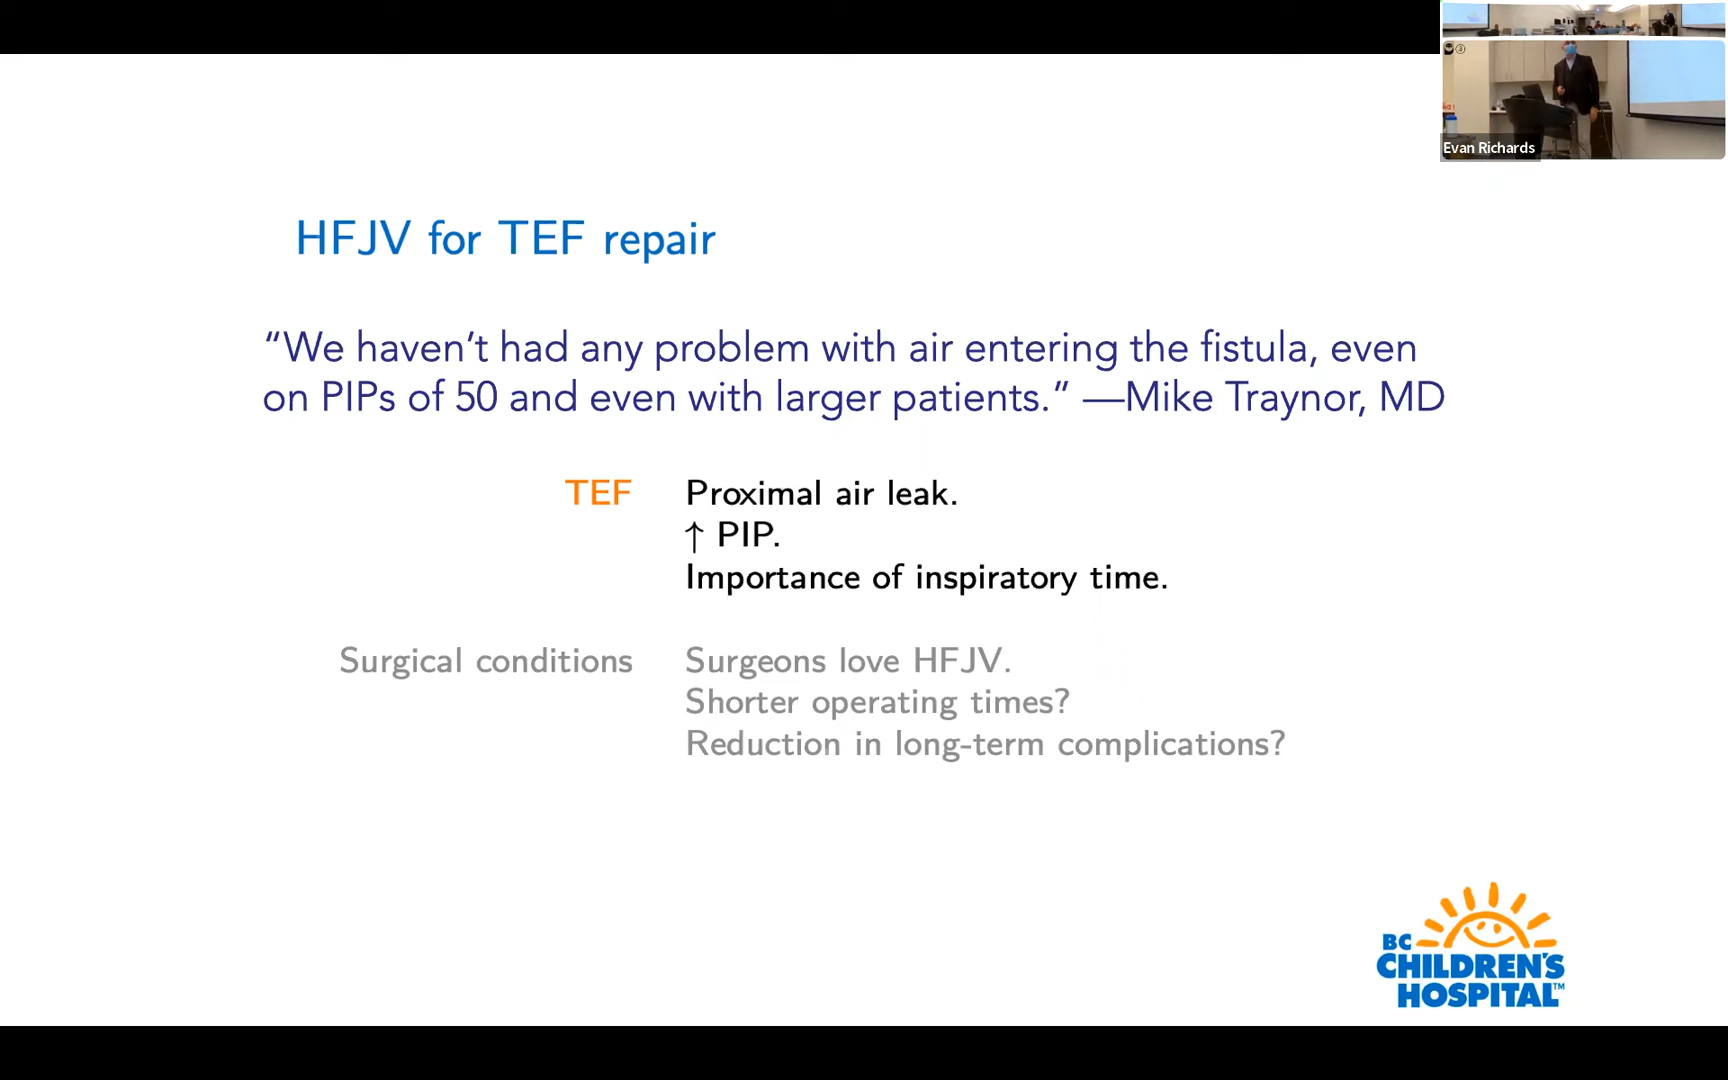 Evan Richards
HFJV for TEF repair
“We haven’t had any problem with air entering the fistula, even
on PIPs of 50 and even with larger patients.” —Mike Traynor, MD
TEF Proximal air leak.
↑ PIP.
Importance of inspiratory time.
Surgical conditions Surgeons love HFJV.
Shorter operating times?
Reduction in long-term complications?
BC
CHILDREN'S
HOSPITAL™